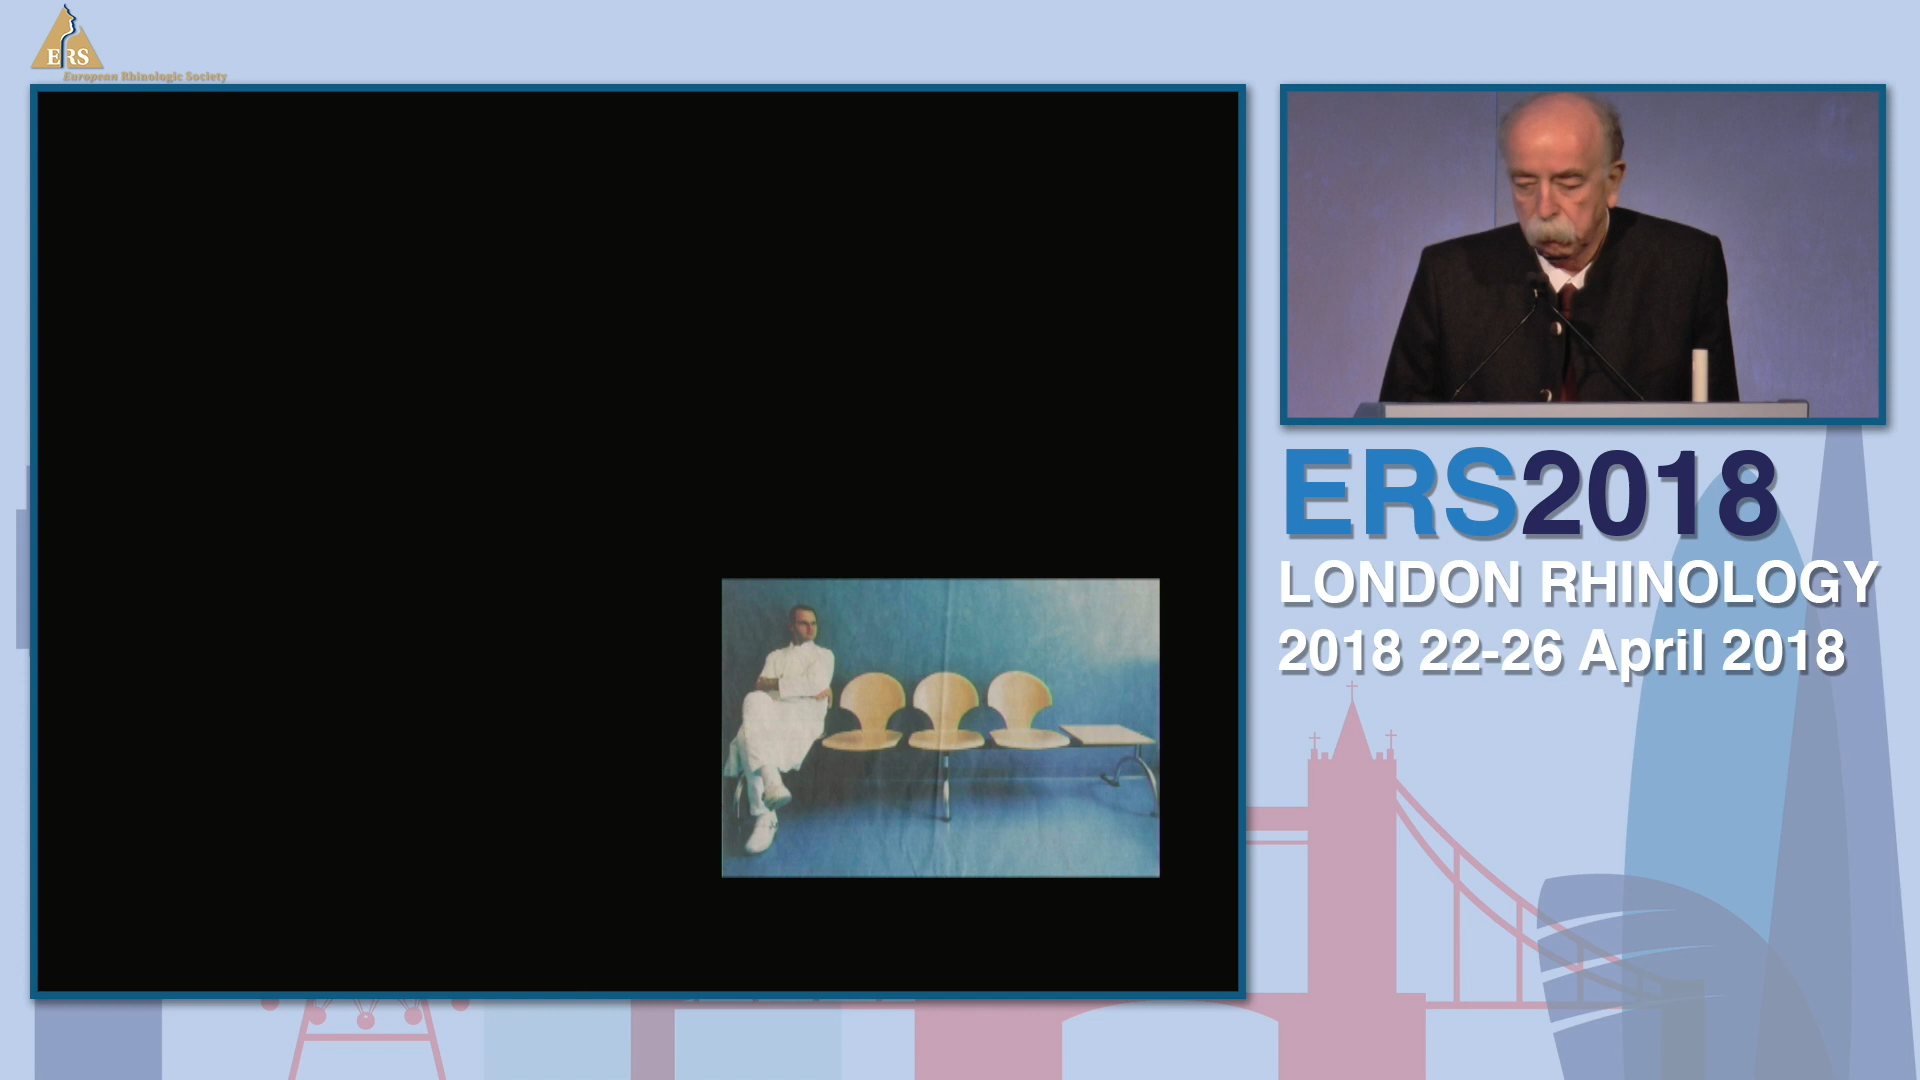 ERS
European Rhinologic Society
ERS2018
LONDON RHINOLOGY
2018 22-26 April 2018